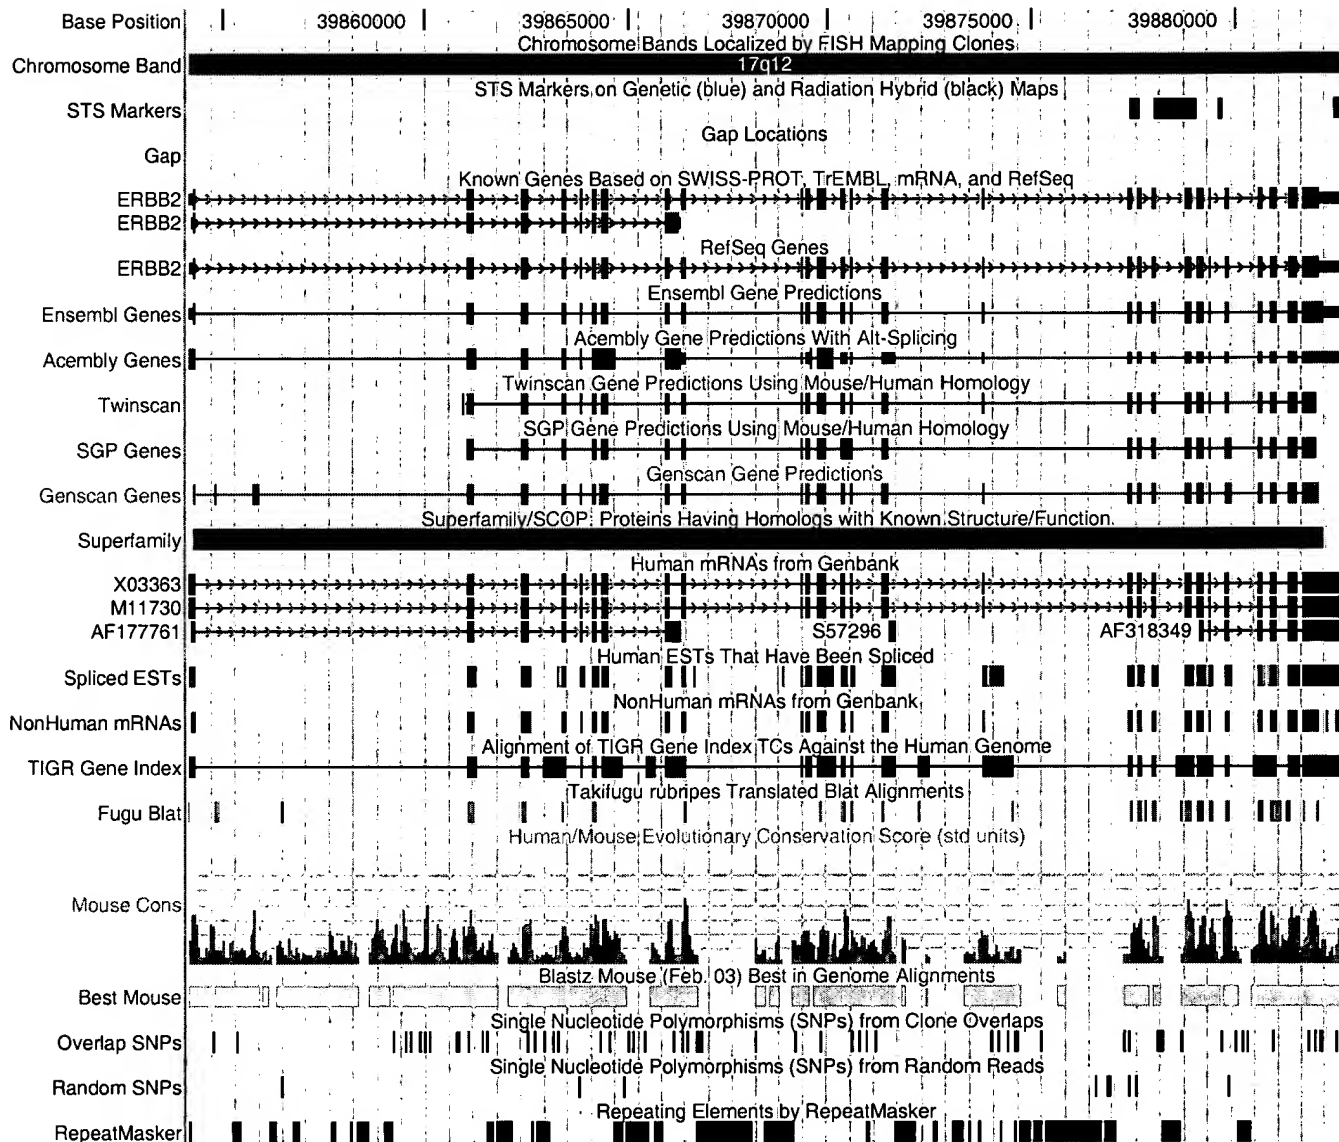 Base Position 39860000 39865000 39870000 39875000 39880000
Chromosome Bands Localized by FISH Mapping Clones
Chromosome Band 17q12
STS Markers on Genetic (blue) and Radiation Hybrid (black) Maps
STS Markers
Gap Locations
Gap
Known Genes Based on SWISS-PROT, TrEMBL, mRNA, and RefSeq
ERBB2
ERBB2
RefSeq Genes
ERBB2
Ensembl Gene Predictions
Ensembl Genes
Acembly Gene Predictions With Alt-Splicing
Acembly Genes
Twinscan Gene Predictions Using Mouse/Human Homology
Twinscan
SGP Gene Predictions Using Mouse/Human Homology
SGP Genes
Genscan Gene Predictions
Genscan Genes
Superfamily/SCOP: Proteins Having Homologs with Known Structure/Function
Superfamily
Human mRNAs from Genbank
X03363
M11730
AF177761 S57296 AF318349
Human ESTs That Have Been Spliced
Spliced ESTs
NonHuman mRNAs from Genbank
NonHuman mRNAs
Alignment of TIGR Gene Index TCs Against the Human Genome
TIGR Gene Index
Takifugu rubripes Translated Blat Alignments
Fugu Blat
Human/Mouse Evolutionary Conservation Score (std units)
Mouse Cons
Blastz Mouse (Feb. 03) Best in Genome Alignments
Best Mouse
Single Nucleotide Polymorphisms (SNPs) from Clone Overlaps
Overlap SNPs
Single Nucleotide Polymorphisms (SNPs) from Random Reads
Random SNPs
Repeating Elements by RepeatMasker
RepeatMasker